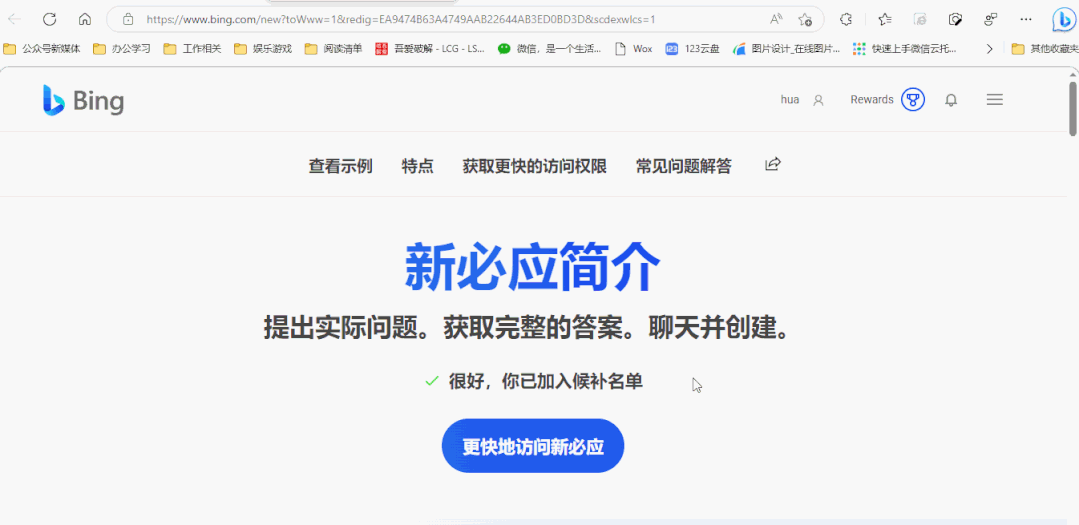 https://www.bing.com/new?toWww=1&redig=EA9474B63A4749AAB22644AB3ED0BD3D&scdexwlcs=1
公众号新媒体 办公学习 工作相关 娱乐游戏 阅读清单 吾爱破解 - LCG - LS... 微信,是一个生活... Wox 123云盘 图片设计_在线图片... 快速上手微信云托... 其他收藏夹
Bing
hua Rewards
查看示例 特点 获取更快的访问权限 常见问题解答
新必应简介
提出实际问题。获取完整的答案。聊天并创建。
很好，你已加入候补名单
更快地访问新必应